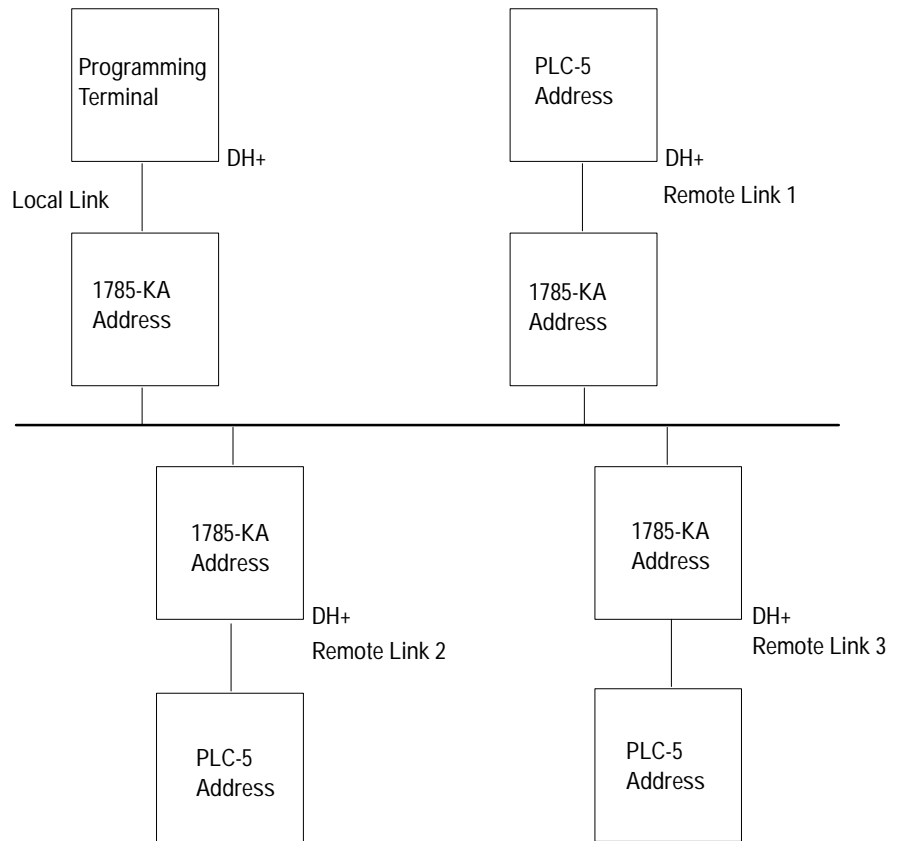 Programming
Terminal
DH+
Local Link
1785-KA
Address
PLC-5
Address
DH+
Remote Link 1
1785-KA
Address
1785-KA
Address
DH+
Remote Link 2
PLC-5
Address
1785-KA
Address
DH+
Remote Link 3
PLC-5
Address